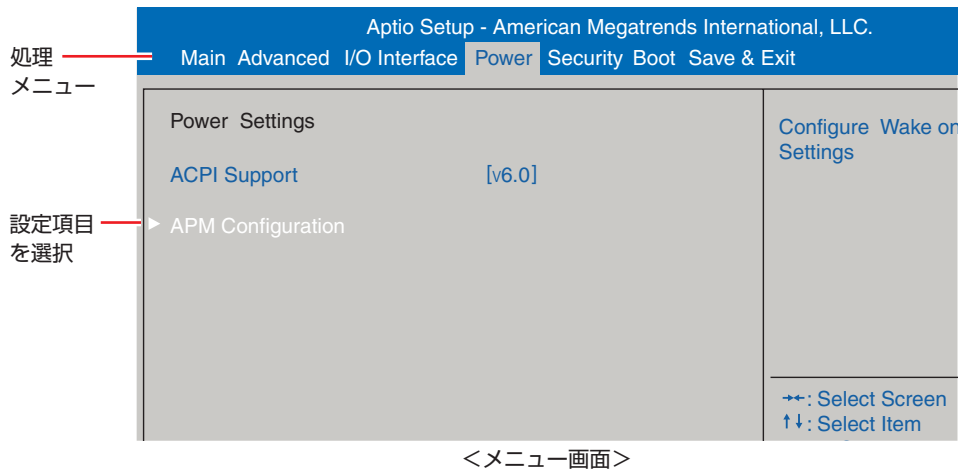 Aptio Setup - American Megatrends International, LLC.
処理
メニュー
Main Advanced I/O Interface Power Security Boot Save & Exit
Power Settings
ACPI Support [v6.0]
設定項目
を選択
▶ APM Configuration
Configure Wake on
Settings
→←: Select Screen
↑↓: Select Item
＜メニュー画面＞